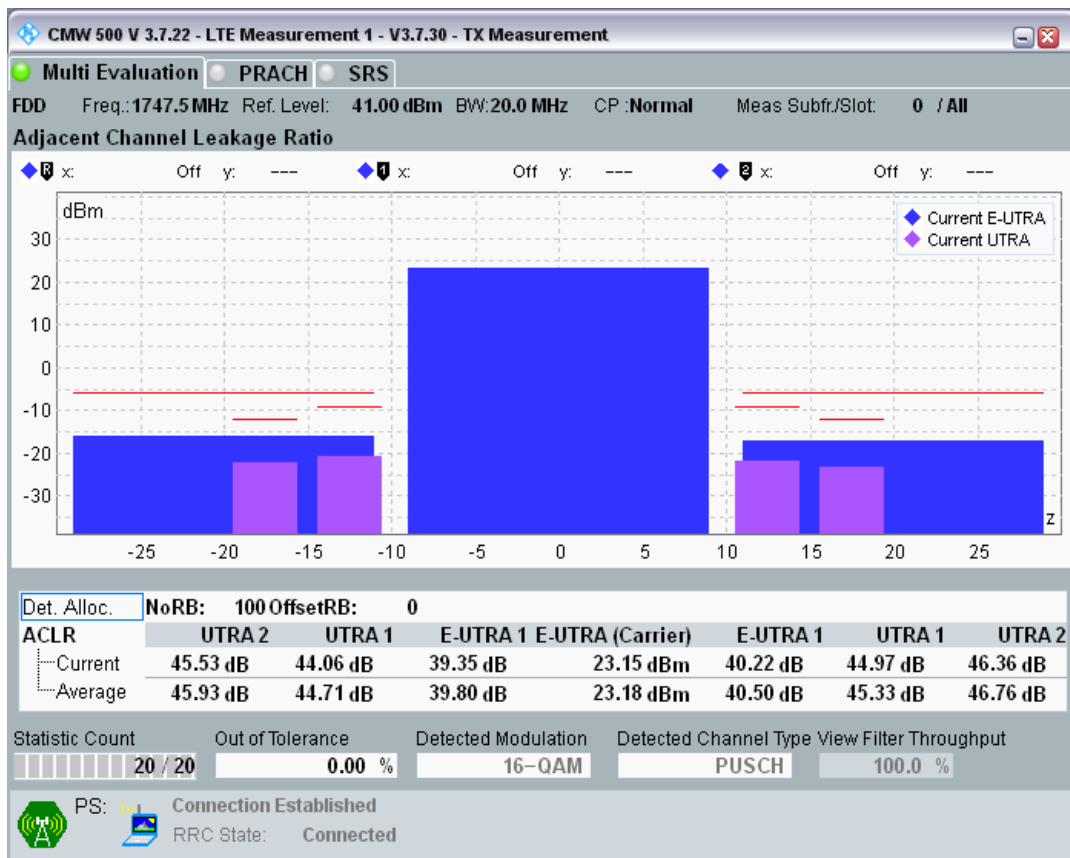 CMW 500 V 3.7.22 - LTE Measurement 1 - V3.7.30 - TX Measurement
Multi Evaluation PRACH SRS
FDD Freq.: 1747.5 MHz Ref. Level: 41.00 dBm BW: 20.0 MHz CP : Normal Meas Subfr./Slot: 0 / All
Adjacent Channel Leakage Ratio
R x: Off y: --- 1 x: Off y: --- 2 x: Off y: ---
dBm
Current E-UTRA
Current UTRA
30
20
10
0
-10
-20
-30
z
-25 -20 -15 -10 -5 0 5 10 15 20 25
Det. Alloc. NoRB: 100 OffsetRB: 0
ACLR UTRA 2 UTRA 1 E-UTRA 1 E-UTRA (Carrier) E-UTRA 1 UTRA 1 UTRA 2
Current 45.53 dB 44.06 dB 39.35 dB 23.15 dBm 40.22 dB 44.97 dB 46.36 dB
Average 45.93 dB 44.71 dB 39.80 dB 23.18 dBm 40.50 dB 45.33 dB 46.76 dB
Statistic Count Out of Tolerance Detected Modulation Detected Channel Type View Filter Throughput
20 / 20 0.00 % 16-QAM PUSCH 100.0 %
PS: Connection Established
RRC State: Connected